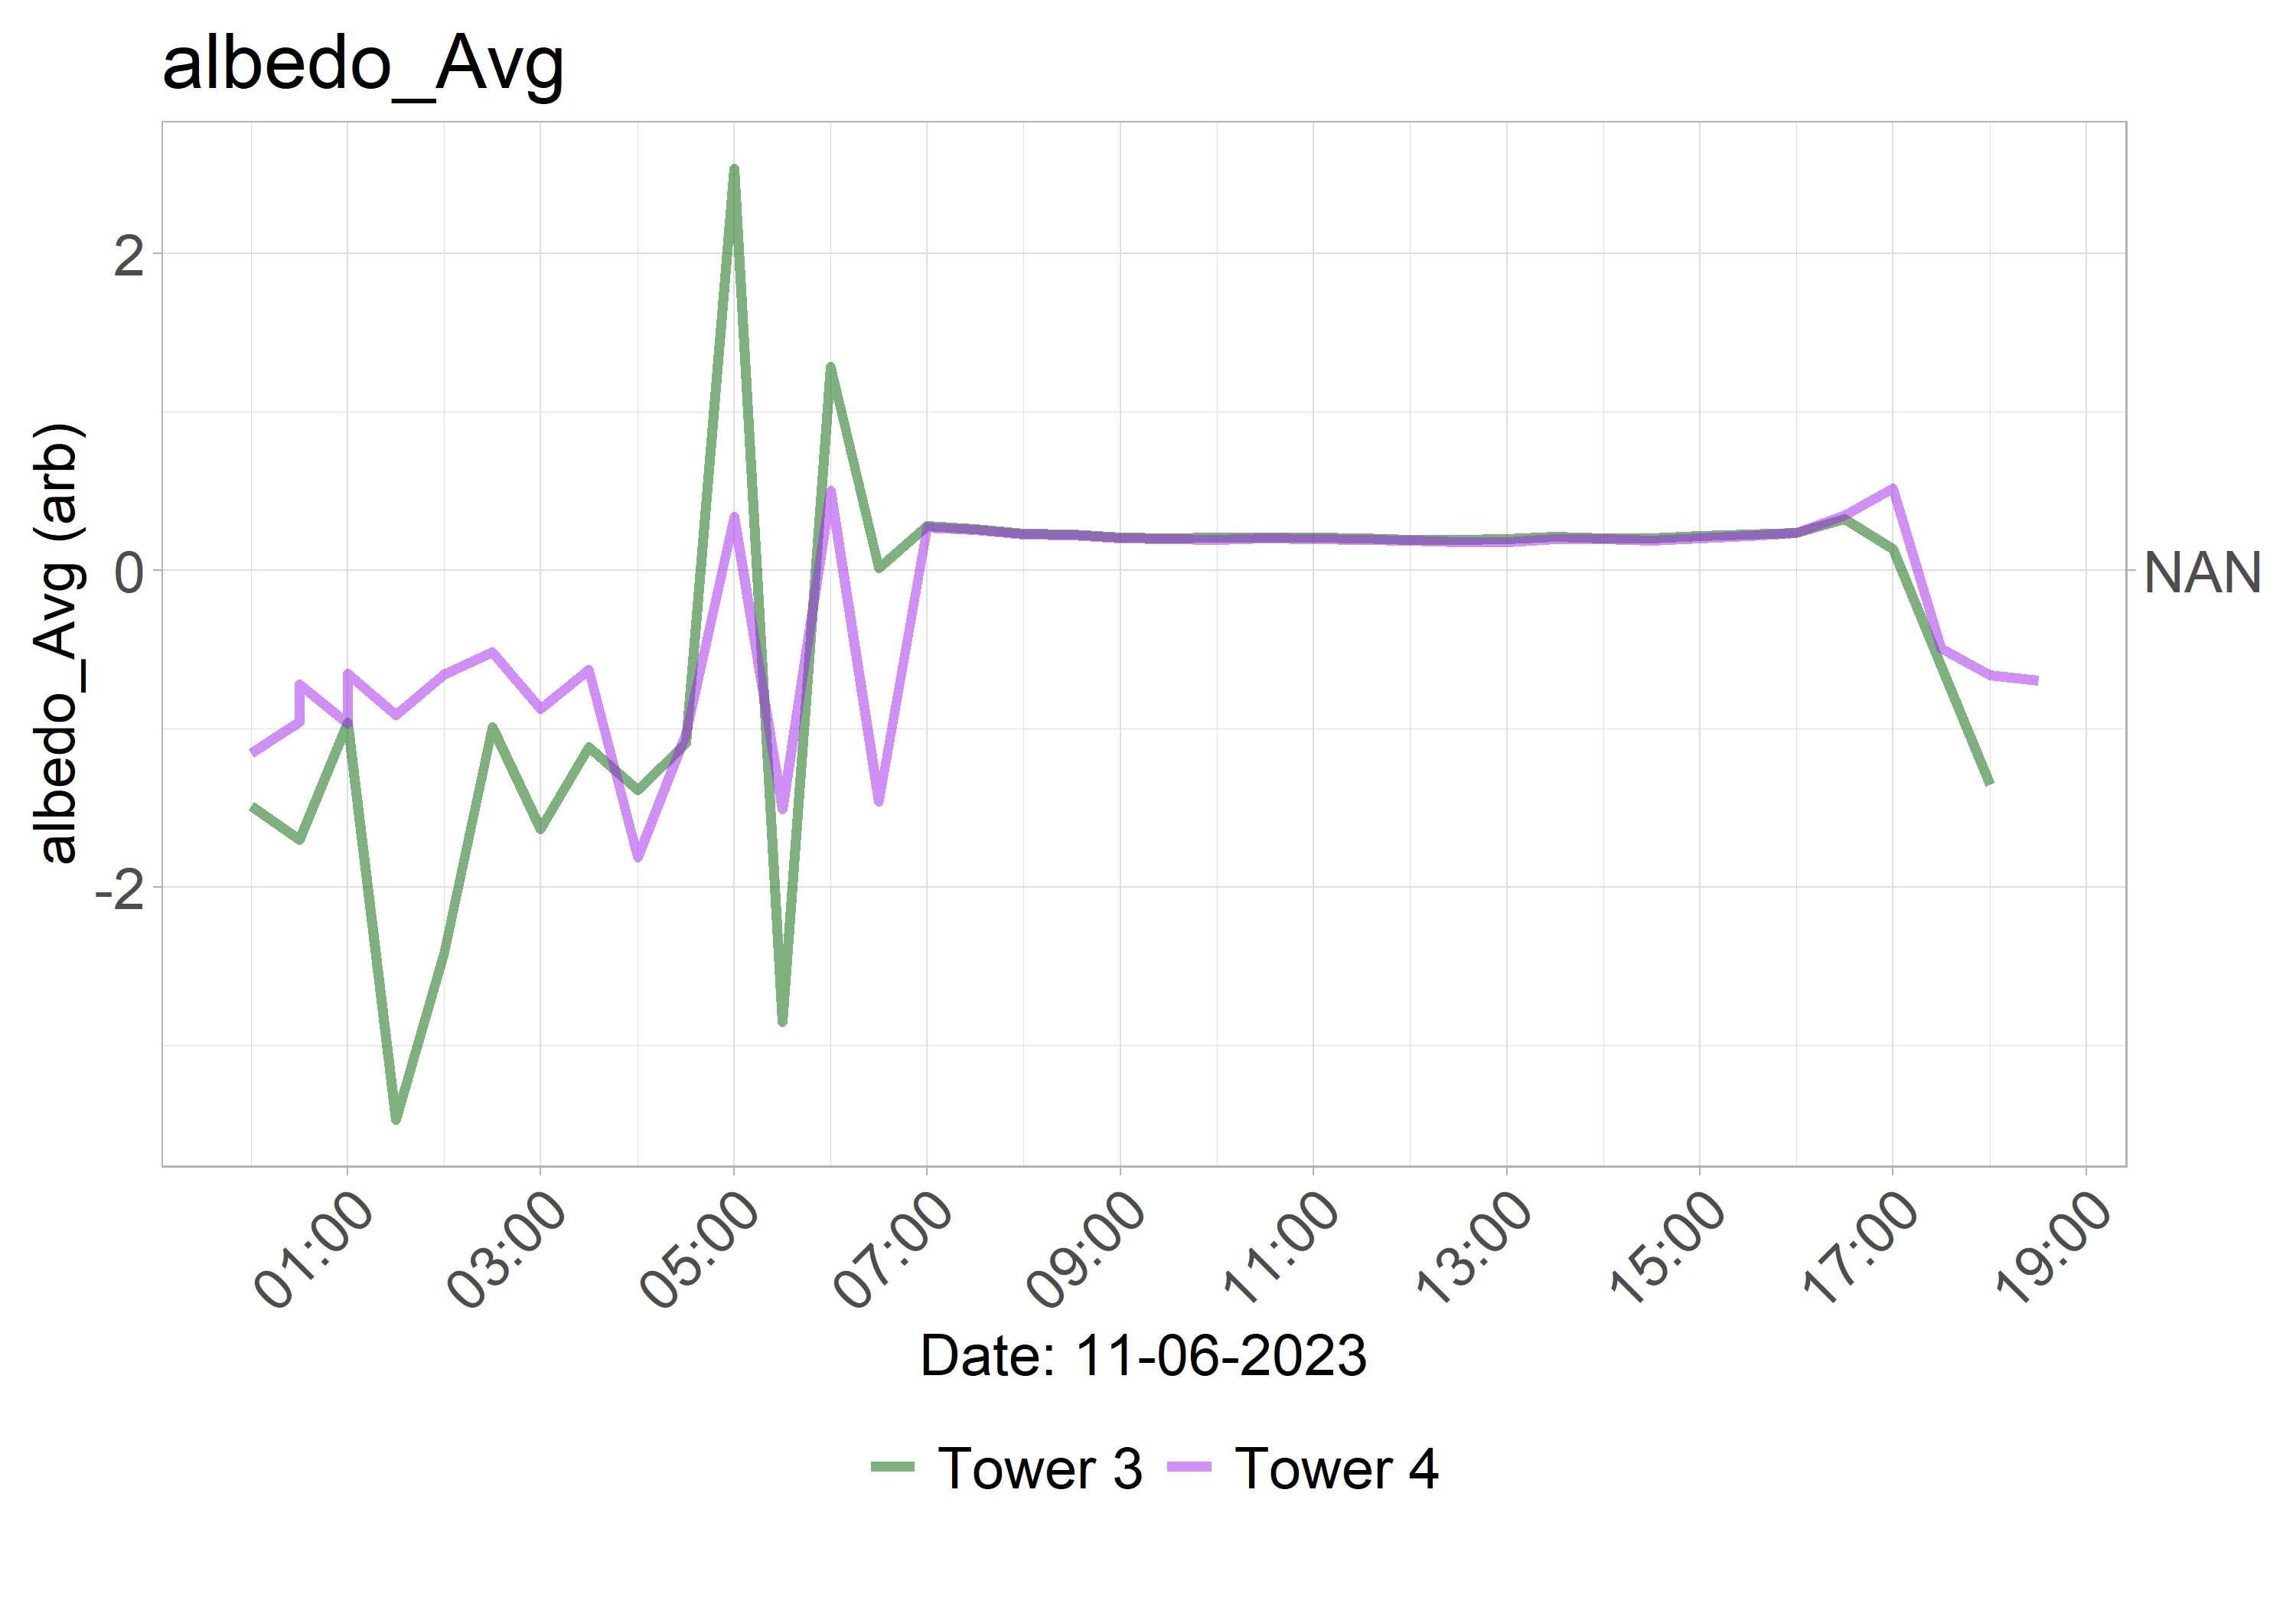 albedo_Avg
albedo_Avg (arb)
2
0
-2
NAN
01:00 03:00 05:00 07:00 09:00 11:00 13:00 15:00 17:00 19:00
Date: 11-06-2023
Tower 3 Tower 4